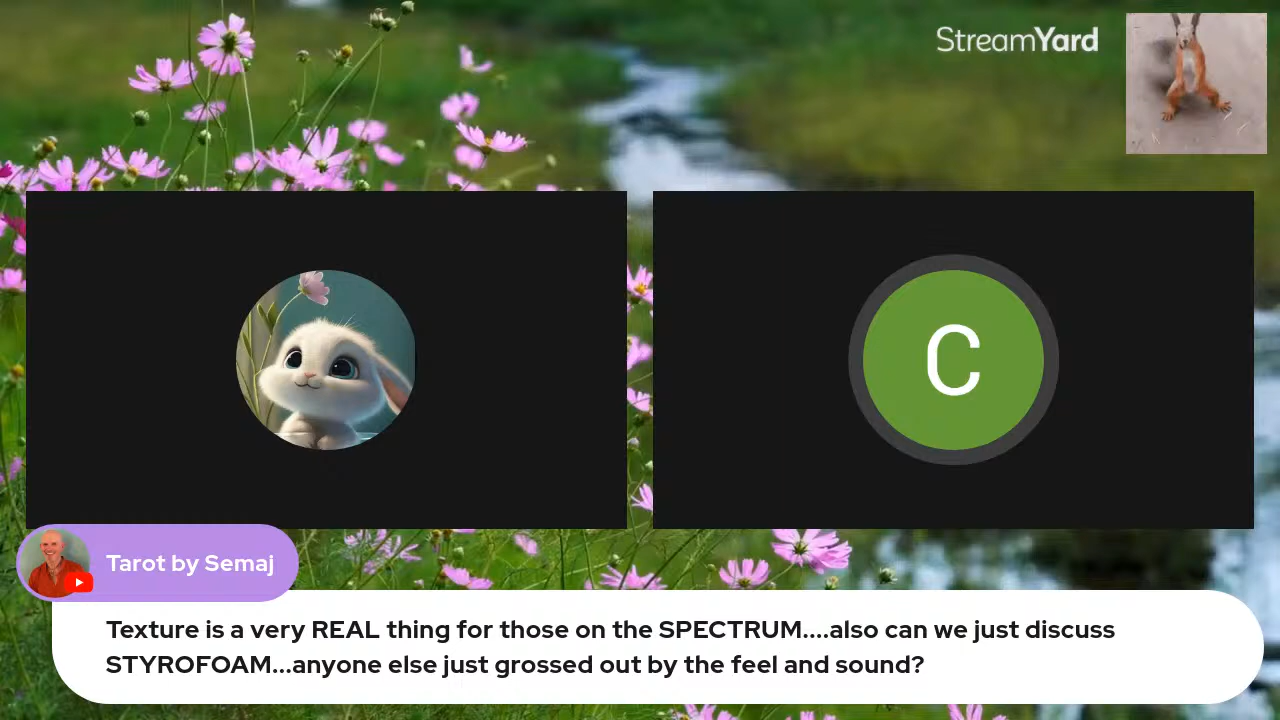 StreamYard
C
Tarot by Semaj
Texture is a very REAL thing for those on the SPECTRUM....also can we just discuss
STYROFOAM...anyone else just grossed out by the feel and sound?